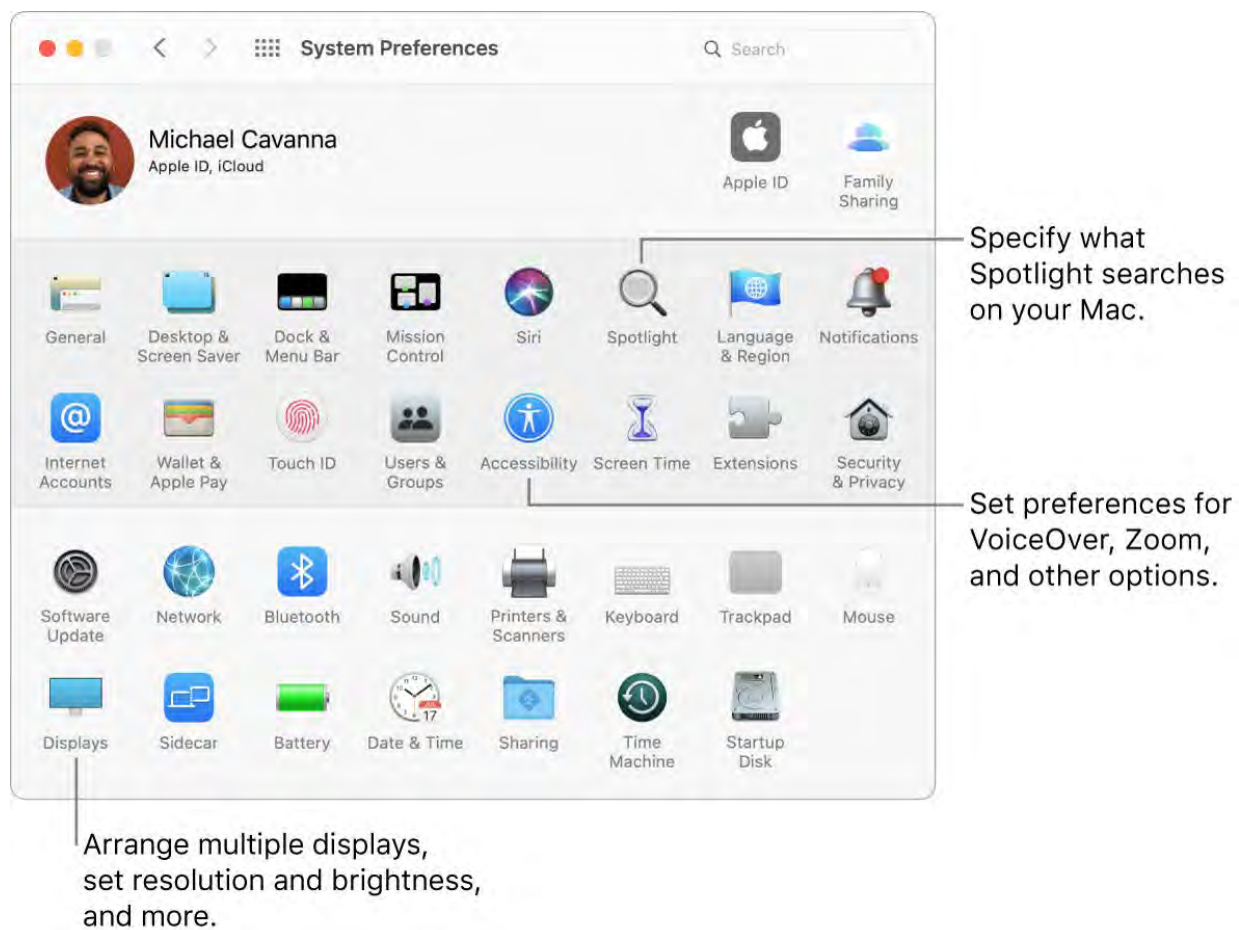 System Preferences
Search
Michael Cavanna
Apple ID, iCloud
Apple ID
Family
Sharing
Specify what
Spotlight searches
on your Mac.
General
Desktop &
Screen Saver
Dock &
Menu Bar
Mission
Control
Siri
Spotlight
Language
& Region
Notifications
Internet
Accounts
Wallet &
Apple Pay
Touch ID
Users &
Groups
Accessibility
Screen Time
Extensions
Security
& Privacy
Set preferences for
VoiceOver, Zoom,
and other options.
Software
Update
Network
Bluetooth
Sound
Printers &
Scanners
Keyboard
Trackpad
Mouse
Displays
Sidecar
Battery
JUL
17
Date & Time
Sharing
Time
Machine
Startup
Disk
Arrange multiple displays,
set resolution and brightness,
and more.